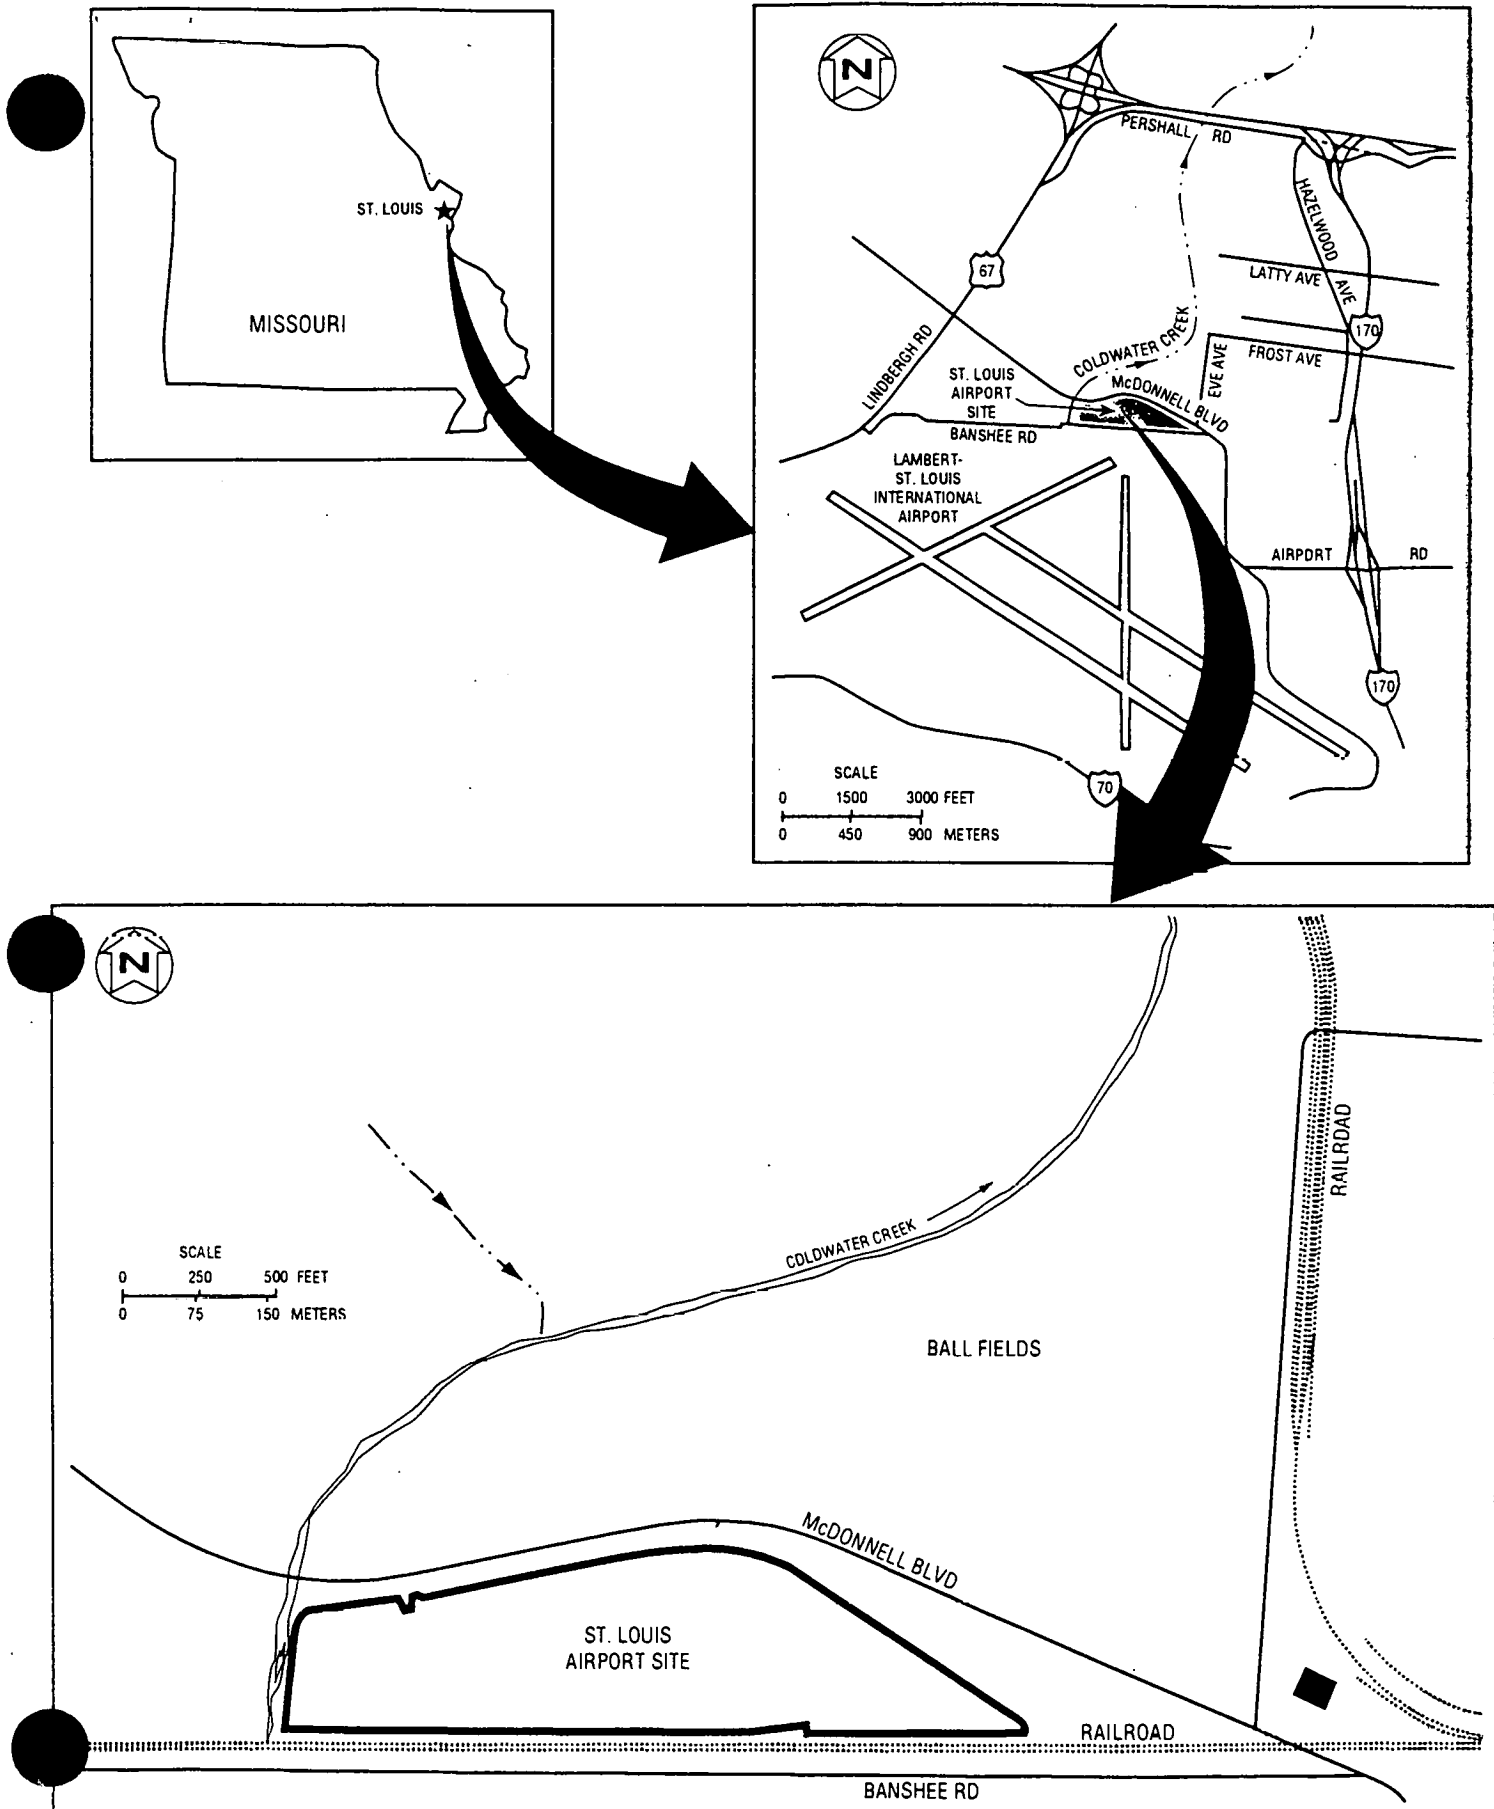 ST. LOUIS
MISSOURI
N
PERSHALL RD
HAZELWOOD AVE
67
LATTY AVE
170
COLDWATER CREEK
LINDBERGH RD
FROST AVE
EVE AVE
ST. LOUIS
AIRPORT
SITE
McDONNELL BLVD
BANSHEE RD
LAMBERT-
ST. LOUIS
INTERNATIONAL
AIRPORT
AIRPORT RD
170
70
SCALE
0 1500 3000 FEET
0 450 900 METERS
N
RAILROAD
COLDWATER CREEK
SCALE
0 250 500 FEET
0 75 150 METERS
BALL FIELDS
McDONNELL BLVD
ST. LOUIS
AIRPORT SITE
RAILROAD
BANSHEE RD